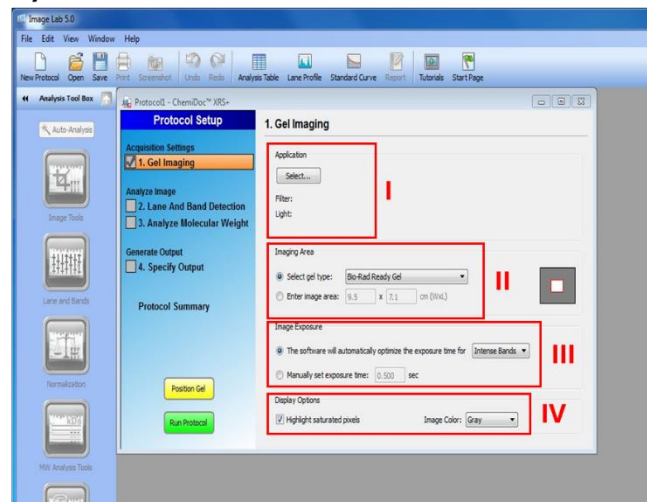 Image Lab 5.0
File Edit View Window Help
New Protocol Open Save Print Screenshot Undo Redo Analysis Table Lane Profile Standard Curve Report Tutorials Start Page
Analysis Tool Box
Protocol1 - ChemiDoc™ XRS+
Auto-Analysis
Image Tools
Lane and Bands
Normalization
MW Analysis Tools
Protocol Setup
Acquisition Settings
1. Gel Imaging
Analyze Image
2. Lane And Band Detection
3. Analyze Molecular Weight
Generate Output
4. Specify Output
Protocol Summary
Position Gel
Run Protocol
1. Gel Imaging
Application
Select...
Filter:
Light:
I
Imaging Area
Select gel type: Bio-Rad Ready Gel
Enter image area: 9.5 x 7.1 cm (WxL)
II
Image Exposure
The software will automatically optimize the exposure time for Intense Bands
Manually set exposure time: 0.500 sec
III
Display Options
Highlight saturated pixels Image Color: Gray
IV